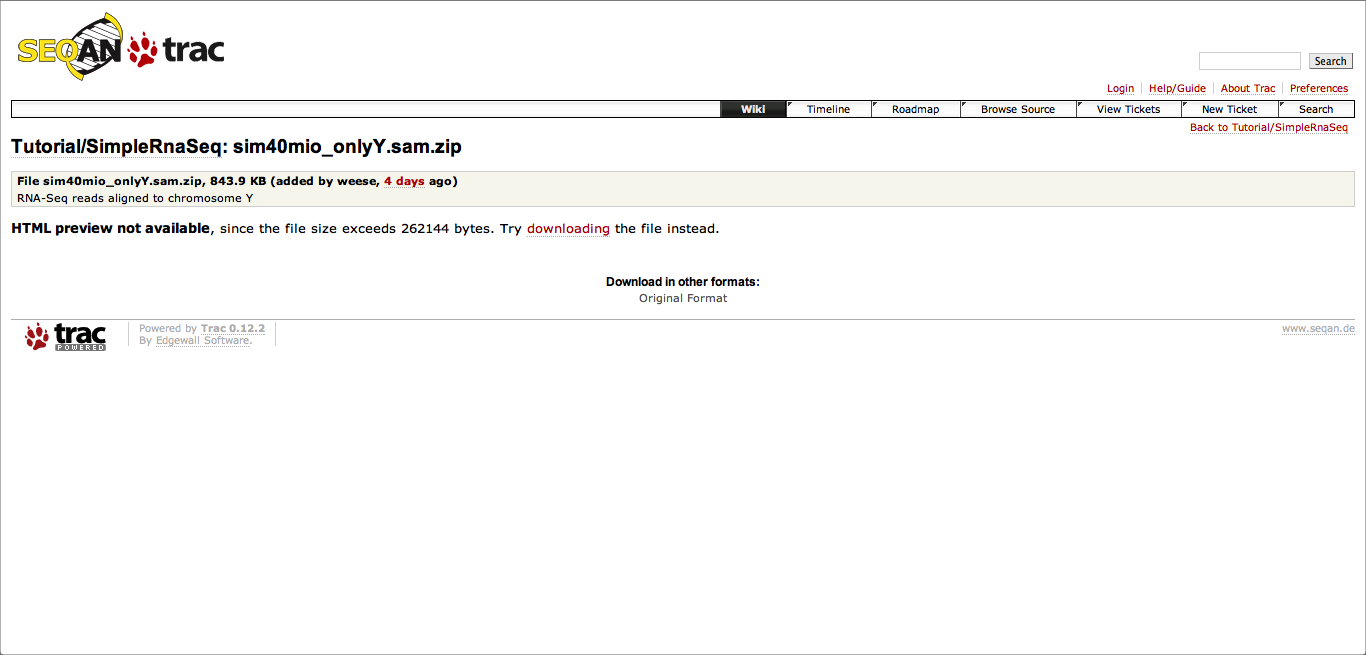 SEQAN trac
Search
Login Help/Guide About Trac Preferences
Wiki Timeline Roadmap Browse Source View Tickets New Ticket Search
Back to Tutorial/SimpleRnaSeq
Tutorial/SimpleRnaSeq: sim40mio_onlyY.sam.zip
File sim40mio_onlyY.sam.zip, 843.9 KB (added by weese, 4 days ago)
RNA-Seq reads aligned to chromosome Y
HTML preview not available, since the file size exceeds 262144 bytes. Try downloading the file instead.
Download in other formats:
Original Format
trac
POWERED
Powered by Trac 0.12.2
By Edgewall Software.
www.seqan.de